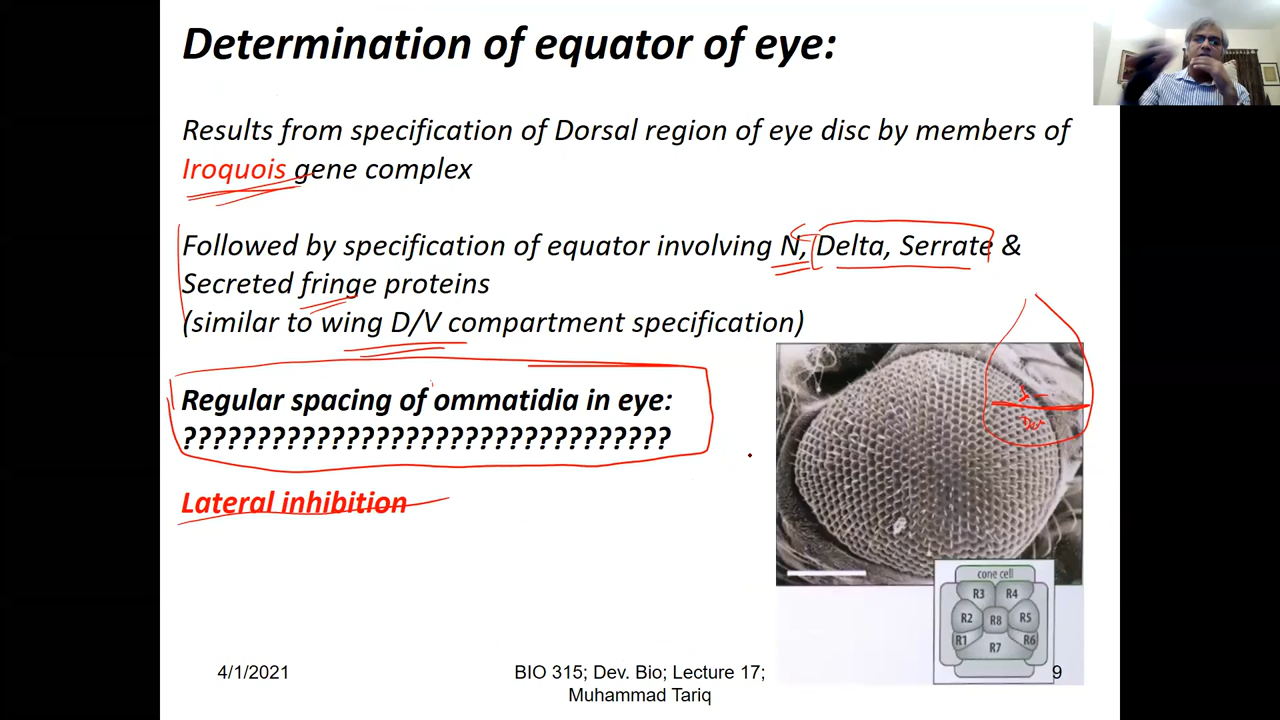 Determination of equator of eye:
Results from specification of Dorsal region of eye disc by members of
Iroquois gene complex
Followed by specification of equator involving N, Delta, Serrate &
Secreted fringe proteins
(similar to wing D/V compartment specification)
Regular spacing of ommatidia in eye:
?????????????????????????????????
Lateral inhibition
cone cell
R3 R4
R2 R8 R5
R1 R6
R7
4/1/2021
BIO 315; Dev. Bio; Lecture 17;
Muhammad Tariq
9